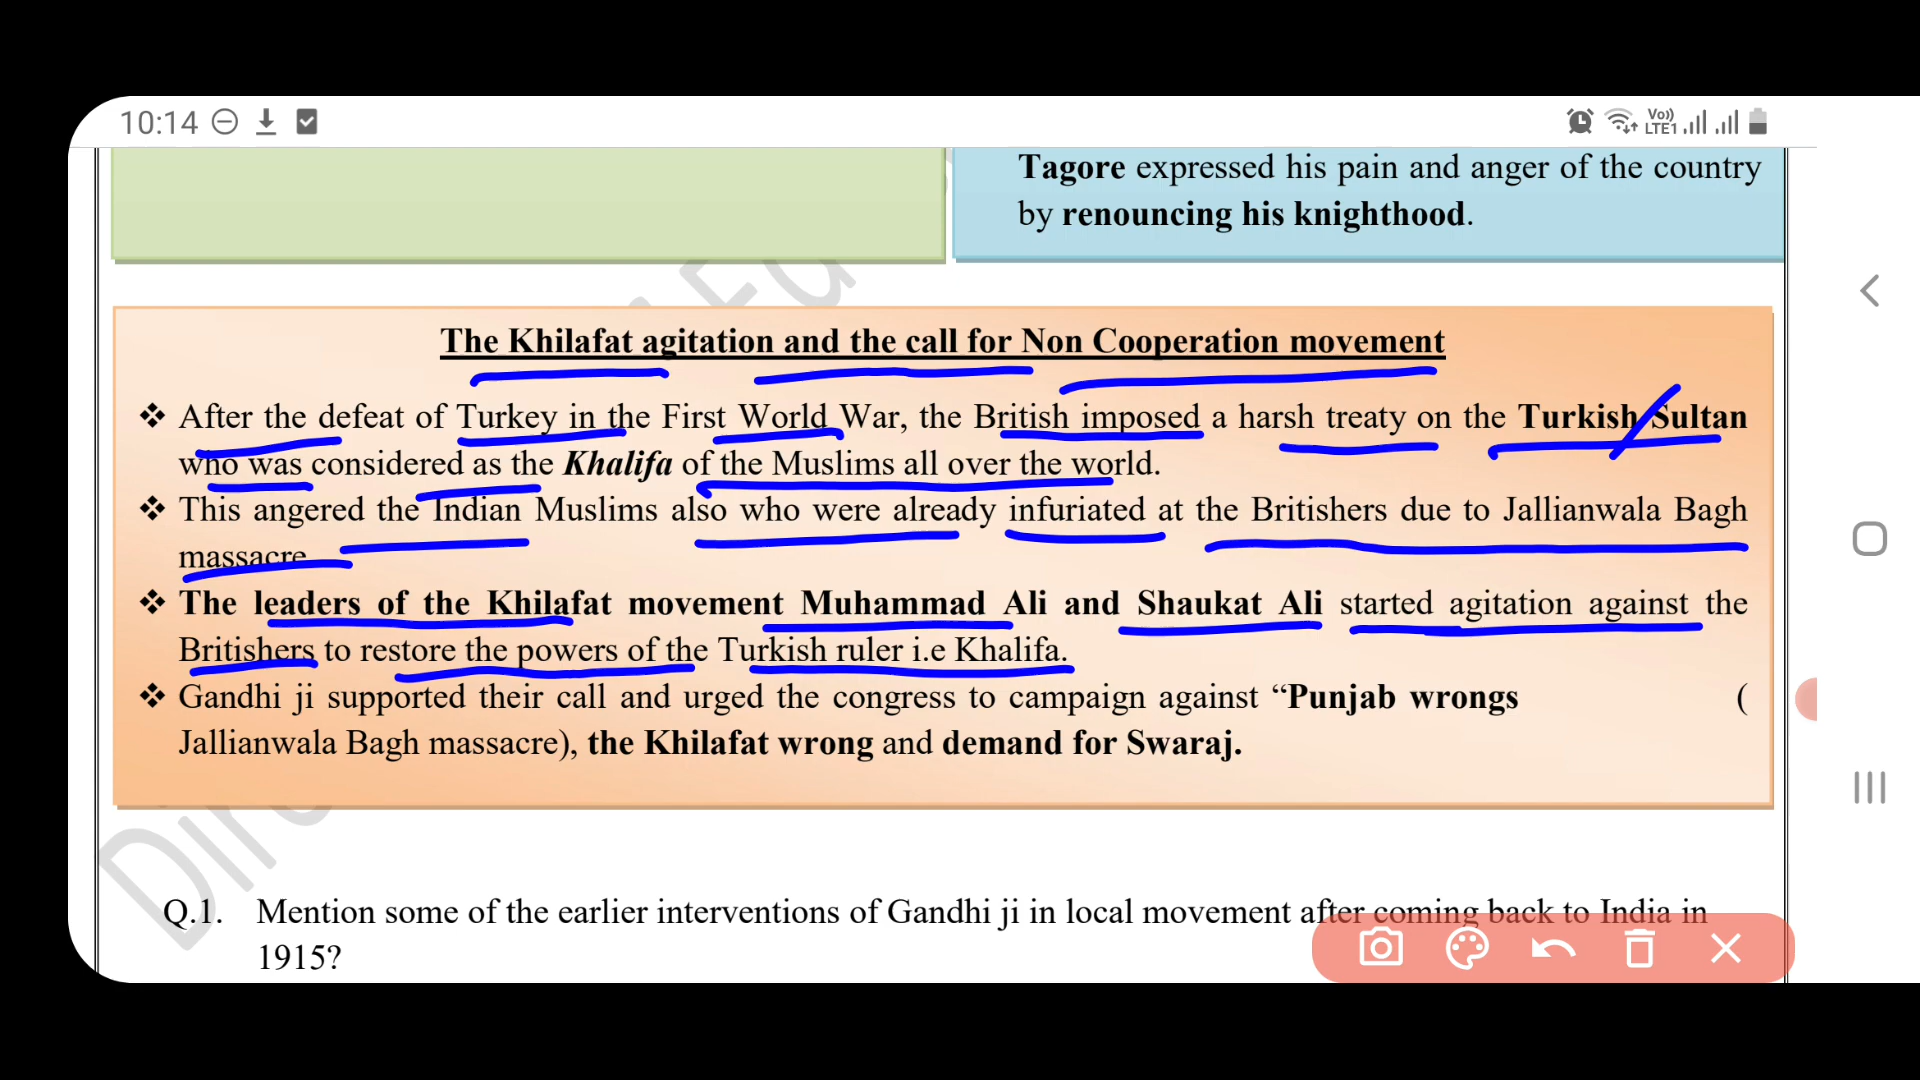 10:14
Vo))
LTE1
Tagore expressed his pain and anger of the country
by renouncing his knighthood.
The Khilafat agitation and the call for Non Cooperation movement
❖ After the defeat of Turkey in the First World War, the British imposed a harsh treaty on the Turkish Sultan
who was considered as the Khalifa of the Muslims all over the world.
❖ This angered the Indian Muslims also who were already infuriated at the Britishers due to Jallianwala Bagh
massacre
❖ The leaders of the Khilafat movement Muhammad Ali and Shaukat Ali started agitation against the
Britishers to restore the powers of the Turkish ruler i.e Khalifa.
❖ Gandhi ji supported their call and urged the congress to campaign against “Punjab wrongs (
Jallianwala Bagh massacre), the Khilafat wrong and demand for Swaraj.
Q.1. Mention some of the earlier interventions of Gandhi ji in local movement after coming back to India in
1915?